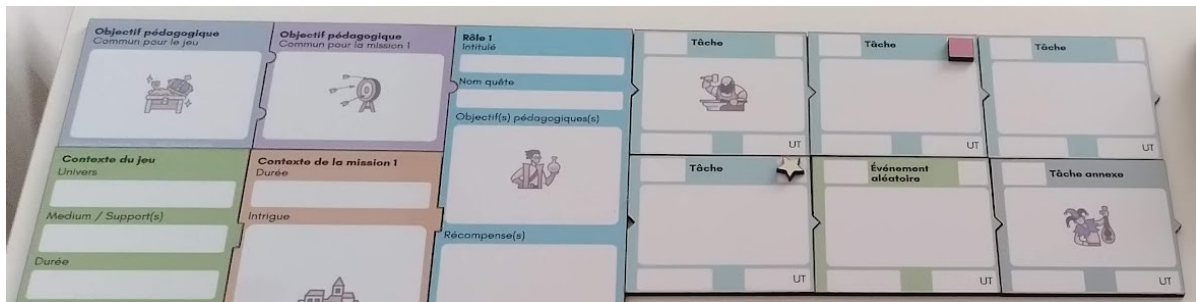 Objectif pédagogique
Commun pour le jeu
Objectif pédagogique
Commun pour la mission 1
Rôle 1
Intitulé
Nom quête
Objectif(s) pédagogiques(s)
Récompense(s)
Contexte du jeu
Univers
Medium / Support(s)
Durée
Contexte de la mission 1
Durée
Intrigue
Tâche
UT
Tâche
UT
Tâche
UT
Tâche
UT
Événement
aléatoire
UT
Tâche annexe
UT